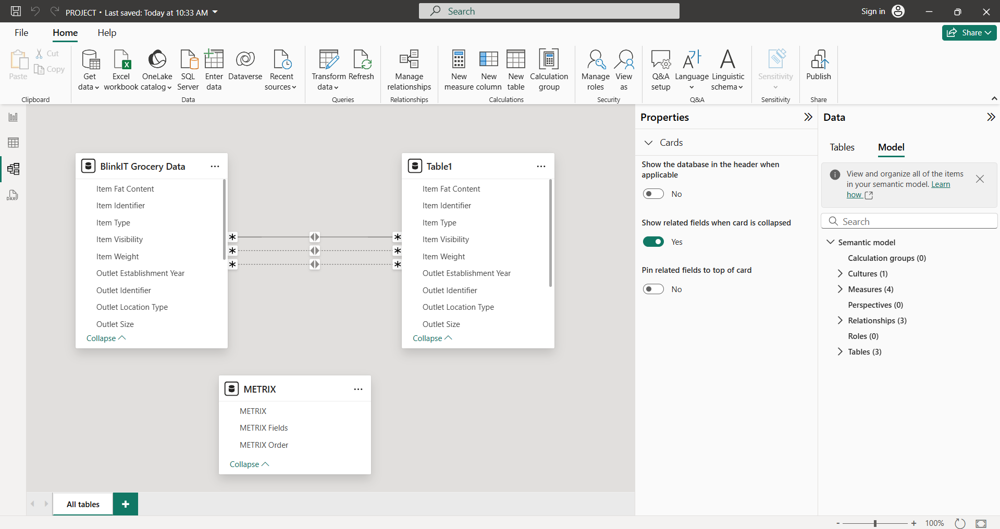 PROJECT • Last saved: Today at 10:33 AM
Search
Sign in
File
Home
Help
Share
Paste
Cut
Copy
Clipboard
Get data
Excel workbook
OneLake catalog
SQL Server
Enter data
Dataverse
Recent sources
Data
Transform data
Refresh
Queries
Manage relationships
Relationships
New measure
New column
New table
Calculation group
Calculations
Manage roles
View as
Security
Q&A setup
Language
Linguistic schema
Q&A
Sensitivity
Sensitivity
Publish
Share
DAX
BlinkIT Grocery Data
Item Fat Content
Item Identifier
Item Type
Item Visibility
Item Weight
Outlet Establishment Year
Outlet Identifier
Outlet Location Type
Outlet Size
Collapse
Table1
Item Fat Content
Item Identifier
Item Type
Item Visibility
Item Weight
Outlet Establishment Year
Outlet Identifier
Outlet Location Type
Outlet Size
Collapse
METRIX
METRIX
METRIX Fields
METRIX Order
Collapse
Properties
Cards
Show the database in the header when
applicable
No
Show related fields when card is collapsed
Yes
Pin related fields to top of card
No
Data
Tables
Model
View and organize all of the items
in your semantic model. Learn
how
Search
Semantic model
Calculation groups (0)
Cultures (1)
Measures (4)
Perspectives (0)
Relationships (3)
Roles (0)
Tables (3)
All tables
+
- + 100%